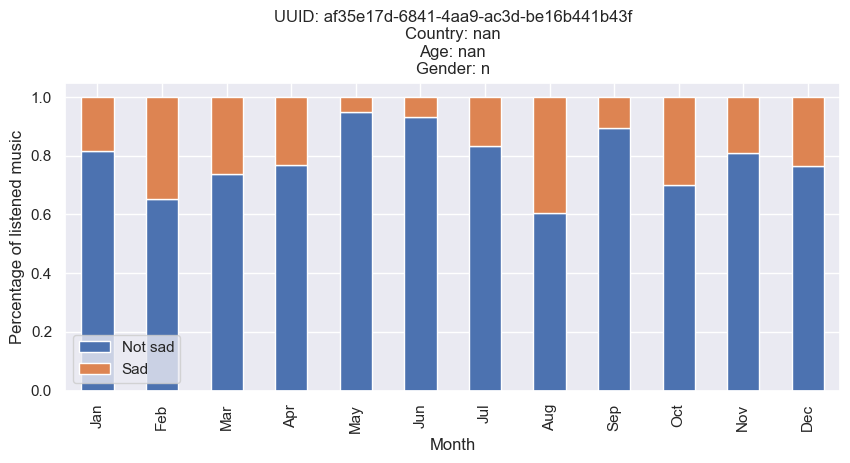 UUID: af35e17d-6841-4aa9-ac3d-be16b441b43f
Country: nan
Age: nan
Gender: n
Percentage of listened music
1.0
0.8
0.6
0.4
0.2
0.0
Not sad
Sad
Jan
Feb
Mar
Apr
May
Jun
Jul
Aug
Sep
Oct
Nov
Dec
Month